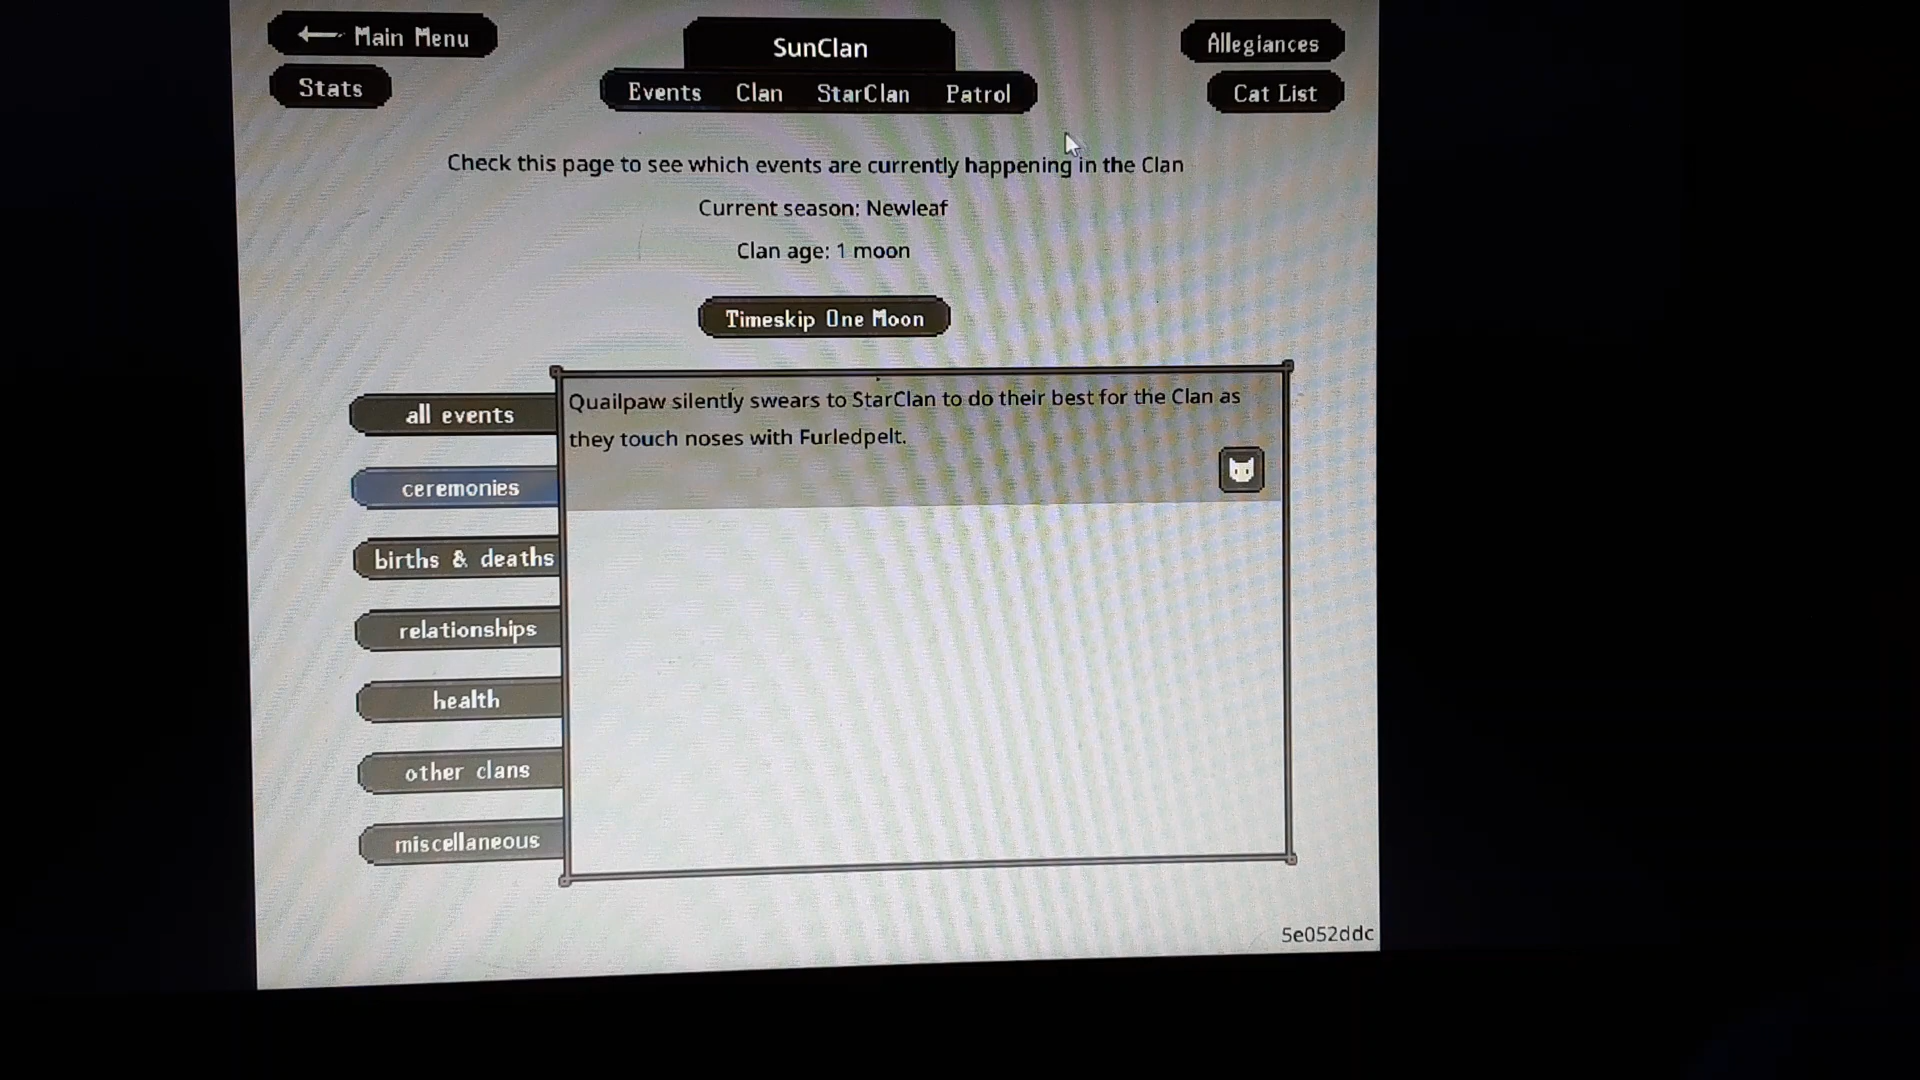 Main Menu
SunClan
Allegiances
Stats
Events Clan StarClan Patrol
Cat List
Check this page to see which events are currently happening in the Clan
Current season: Newleaf
Clan age: 1 moon
Timeskip One Moon
all events
ceremonies
births & deaths
relationships
health
other clans
miscellaneous
Quailpaw silently swears to StarClan to do their best for the Clan as
they touch noses with Furledpelt.
5e052ddc